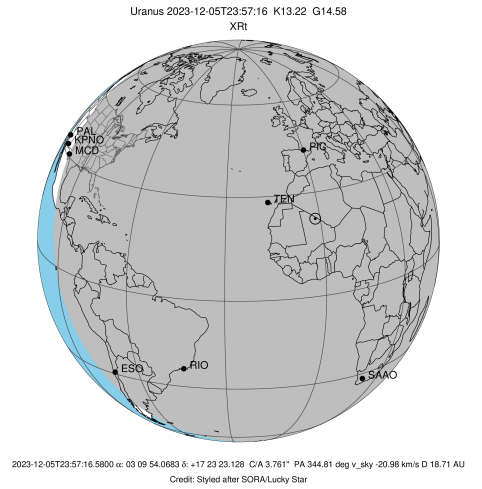 Uranus 2023-12-05T23:57:16 K13.22 G14.58
XRt
PAL
KPNO
MCD
PIC
TEN
ESO
RIO
SAAO
2023-12-05T23:57:16.5800 α: 03 09 54.0683 δ: +17 23 23.128 C/A 3.761" PA 344.81 deg v_sky -20.98 km/s D 18.71 AU
Credit: Styled after SORA/Lucky Star